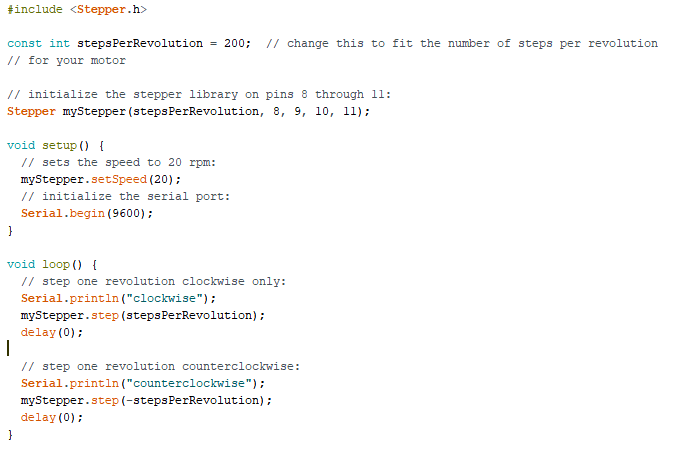 #include <Stepper.h>

const int stepsPerRevolution = 200;  // change this to fit the number of steps per revolution
// for your motor

// initialize the stepper library on pins 8 through 11:
Stepper myStepper(stepsPerRevolution, 8, 9, 10, 11);

void setup() {
  // sets the speed to 20 rpm:
  myStepper.setSpeed(20);
  // initialize the serial port:
  Serial.begin(9600);
}

void loop() {
  // step one revolution clockwise only:
  Serial.println("clockwise");
  myStepper.step(stepsPerRevolution);
  delay(0);

  // step one revolution counterclockwise:
  Serial.println("counterclockwise");
  myStepper.step(-stepsPerRevolution);
  delay(0);
}